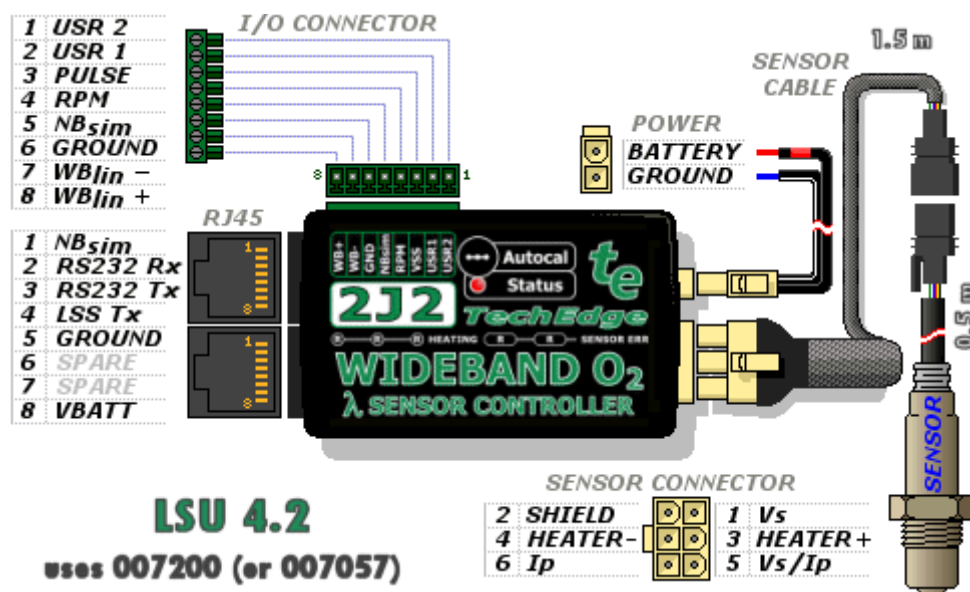 I/O CONNECTOR
1 USR 2
2 USR 1
3 PULSE
4 RPM
5 NBsim
6 GROUND
7 WBlin -
8 WBlin +
8 1
1.5 m
SENSOR
CABLE
POWER
BATTERY
GROUND
RJ45
1 NBsim
2 RS232 Rx
3 RS232 Tx
4 LSS Tx
5 GROUND
6 SPARE
7 SPARE
8 VBATT
1
8
1
8
WB+
WB-
GND
NBsim
RPM
VSS
USR1
USR2
Autocal
Status
te
2J2
TechEdge
R R R HEATING R R SENSOR ERR
WIDEBAND O2
λ SENSOR CONTROLLER
0.5 m
SENSOR
SENSOR CONNECTOR
2 SHIELD 1 Vs
4 HEATER- 3 HEATER+
6 Ip 5 Vs/Ip
LSU 4.2
uses 007200 (or 007057)